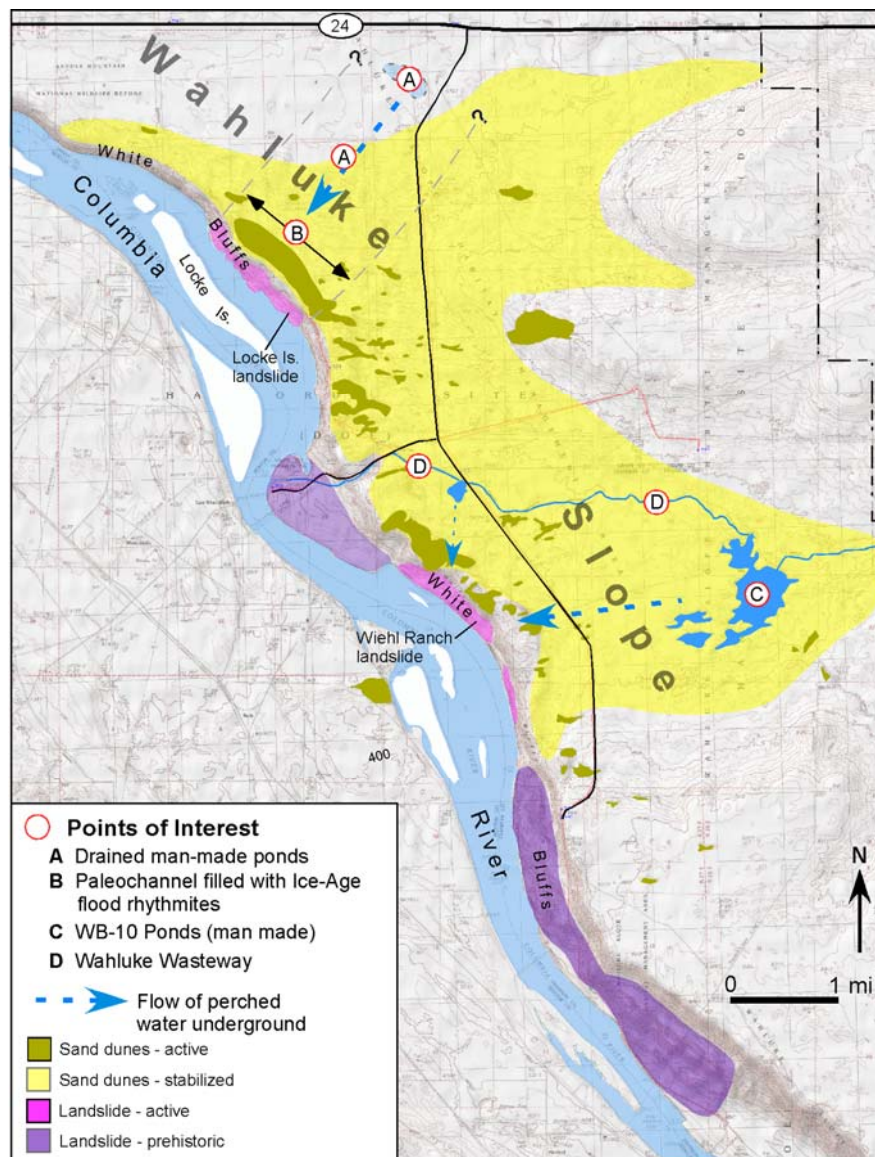 24
Wahluke
A
?
?
A
White
Columbia
B
Bluffs
Locke Is.
Locke Is.
landslide
D
D
Slope
C
White
Wiehl Ranch
landslide
400
River
Bluffs
N
0 1 mi
Points of Interest
A Drained man-made ponds
B Paleochannel filled with Ice-Age
flood rhythmites
C WB-10 Ponds (man made)
D Wahluke Wasteway
Flow of perched
water underground
Sand dunes - active
Sand dunes - stabilized
Landslide - active
Landslide - prehistoric